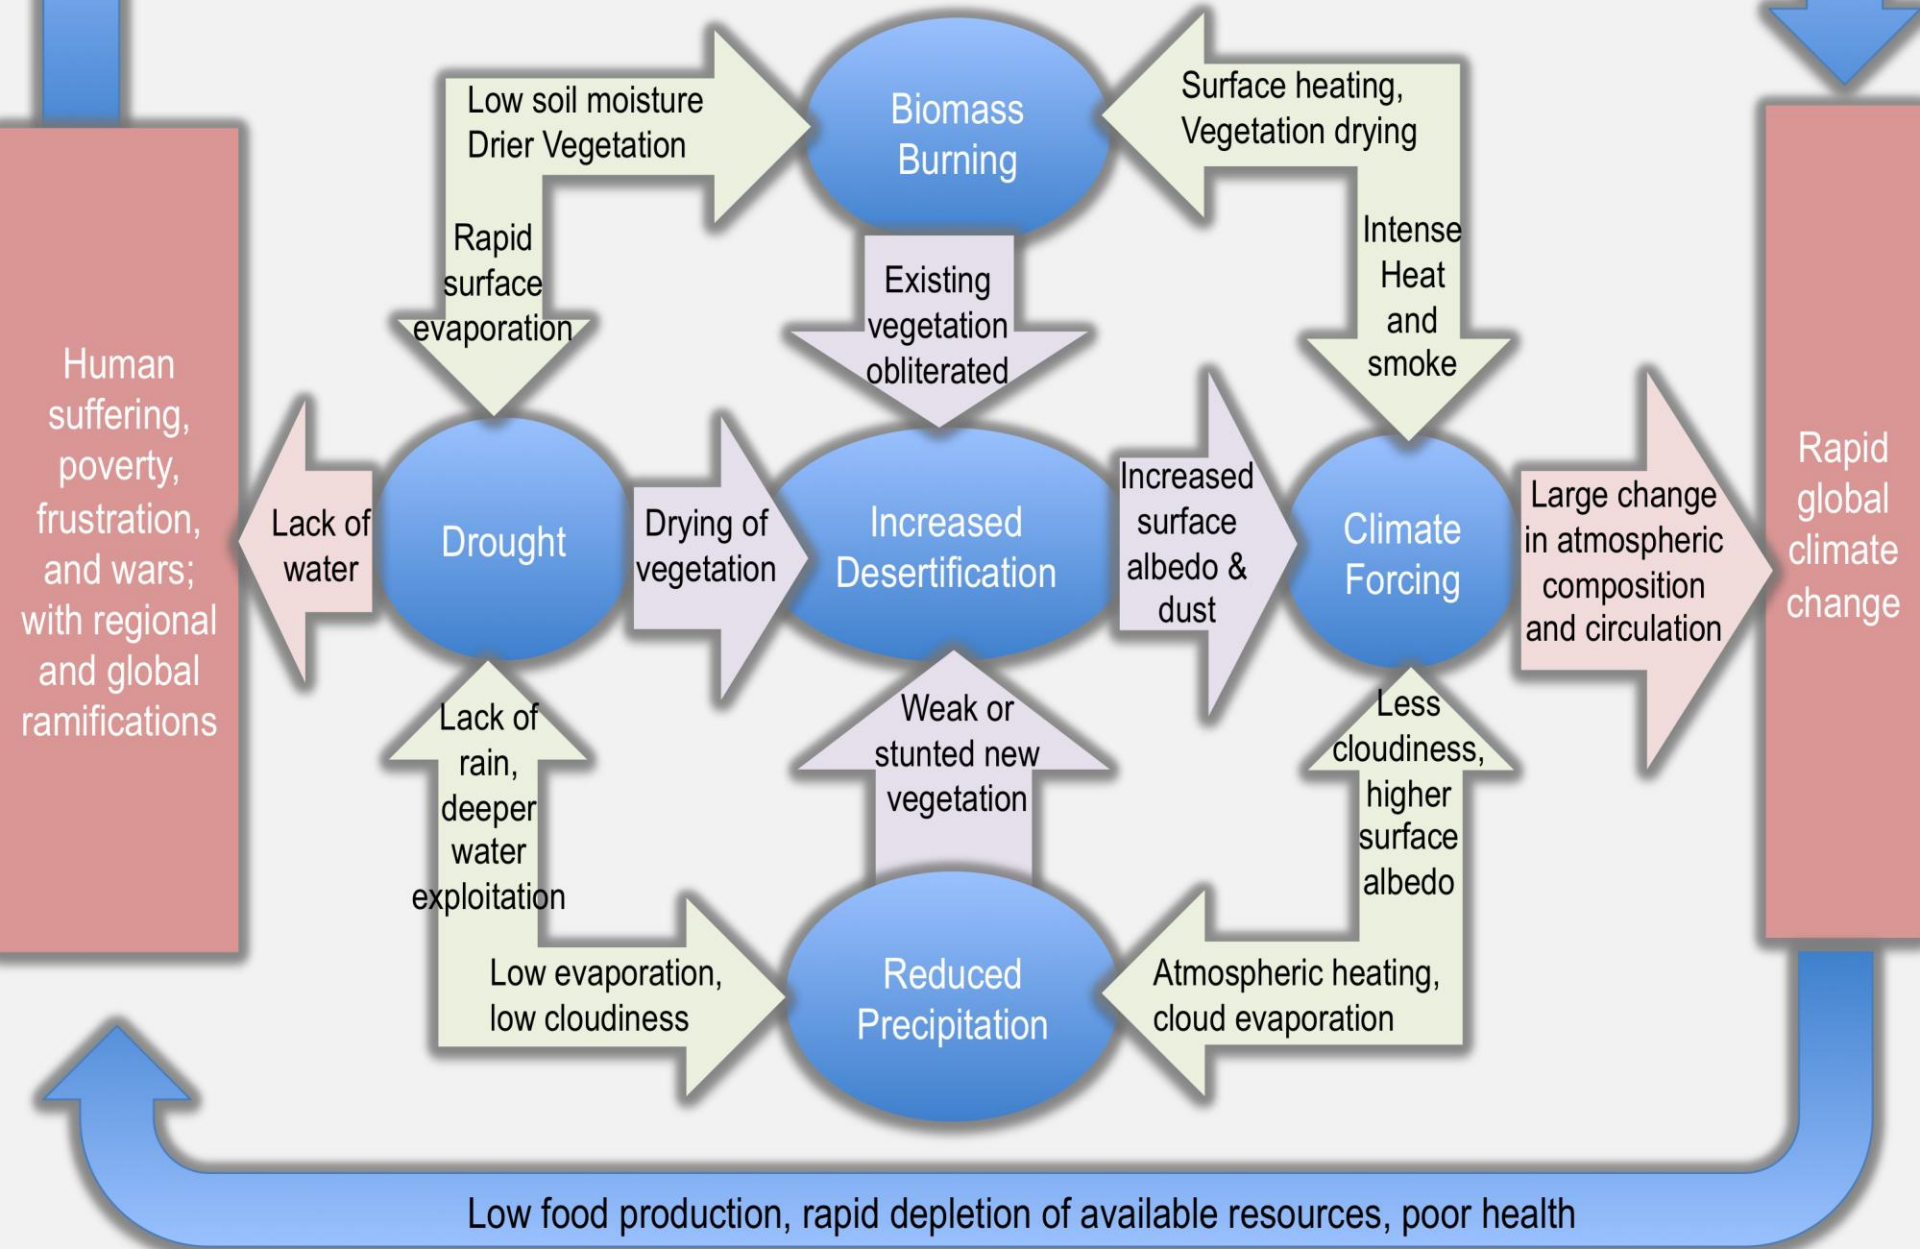 Low soil moisture
Drier Vegetation
Biomass
Burning
Surface heating,
Vegetation drying
Rapid
surface
evaporation
Existing
vegetation
obliterated
Intense
Heat
and
smoke
Human
suffering,
poverty,
frustration,
and wars;
with regional
and global
ramifications
Lack of
water
Drought
Drying of
vegetation
Increased
Desertification
Increased
surface
albedo &
dust
Climate
Forcing
Large change
in atmospheric
composition
and circulation
Rapid
global
climate
change
Lack of
rain,
deeper
water
exploitation
Weak or
stunted new
vegetation
Less
cloudiness,
higher
surface
albedo
Low evaporation,
low cloudiness
Reduced
Precipitation
Atmospheric heating,
cloud evaporation
Low food production, rapid depletion of available resources, poor health